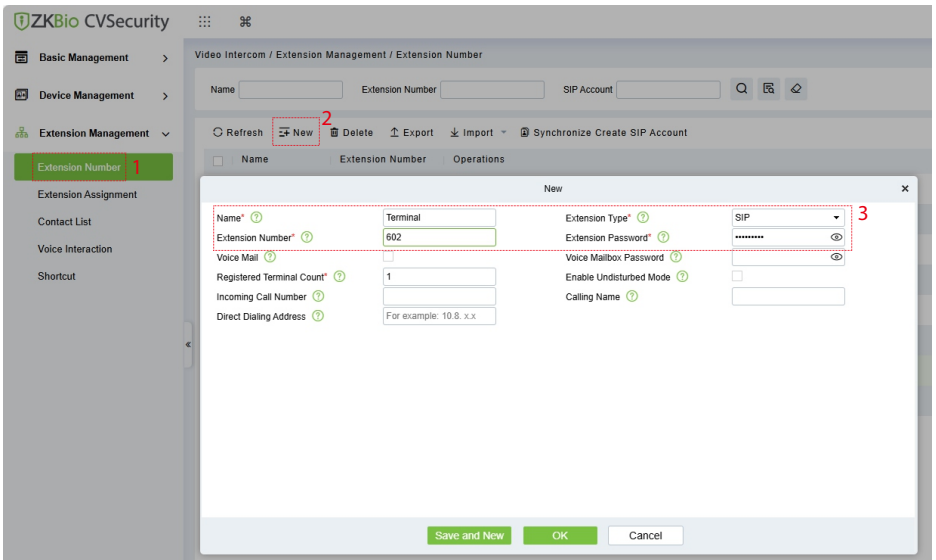 ZKBio CVSecurity
Basic Management
Device Management
Extension Management
Extension Number 1
Extension Assignment
Contact List
Voice Interaction
Shortcut
Video Intercom / Extension Management / Extension Number
Name Extension Number SIP Account
Refresh New 2 Delete Export Import Synchronize Create SIP Account
Name Extension Number Operations
New
Name* Terminal Extension Type* SIP 3
Extension Number* 602 Extension Password* •••••••••
Voice Mail Voice Mailbox Password
Registered Terminal Count* 1 Enable Undisturbed Mode
Incoming Call Number Calling Name
Direct Dialing Address For example: 10.8. x.x
Save and New OK Cancel